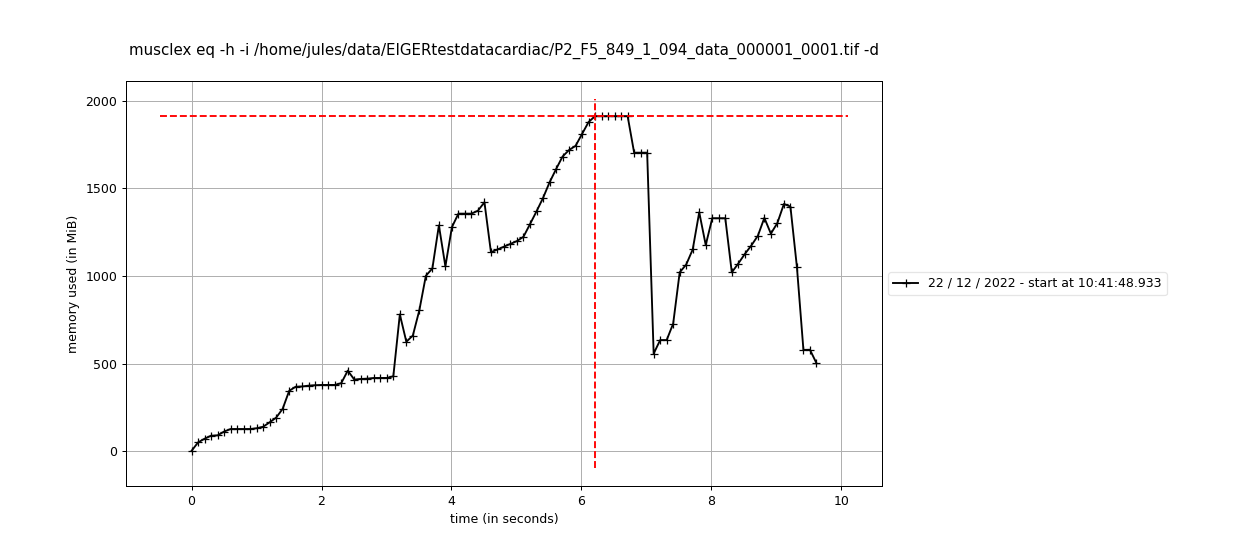 musclex eq -h -i /home/jules/data/EIGERtestdatacardiac/P2_F5_849_1_094_data_000001_0001.tif -d
2000
1500
1000
500
0
memory used (in MiB)
0 2 4 6 8 10
time (in seconds)
22 / 12 / 2022 - start at 10:41:48.933